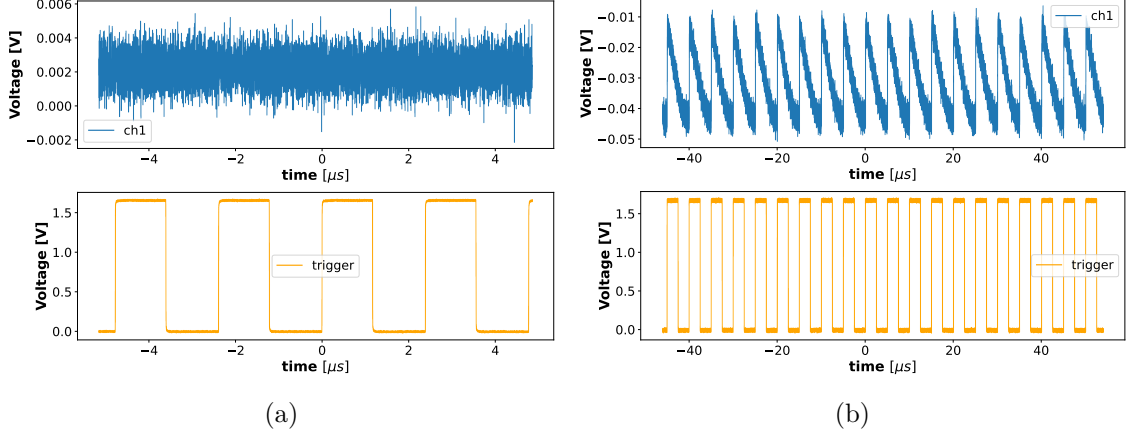 0.006
0.004
0.002
0.000
−0.002
Voltage [V]
ch1
−4
−2
0
2
4
time [μs]
1.5
1.0
0.5
0.0
Voltage [V]
trigger
−4
−2
0
2
4
time [μs]
(a)
−0.01
−0.02
−0.03
−0.04
−0.05
Voltage [V]
ch1
−40
−20
0
20
40
time [μs]
1.5
1.0
0.5
0.0
Voltage [V]
trigger
−40
−20
0
20
40
time [μs]
(b)